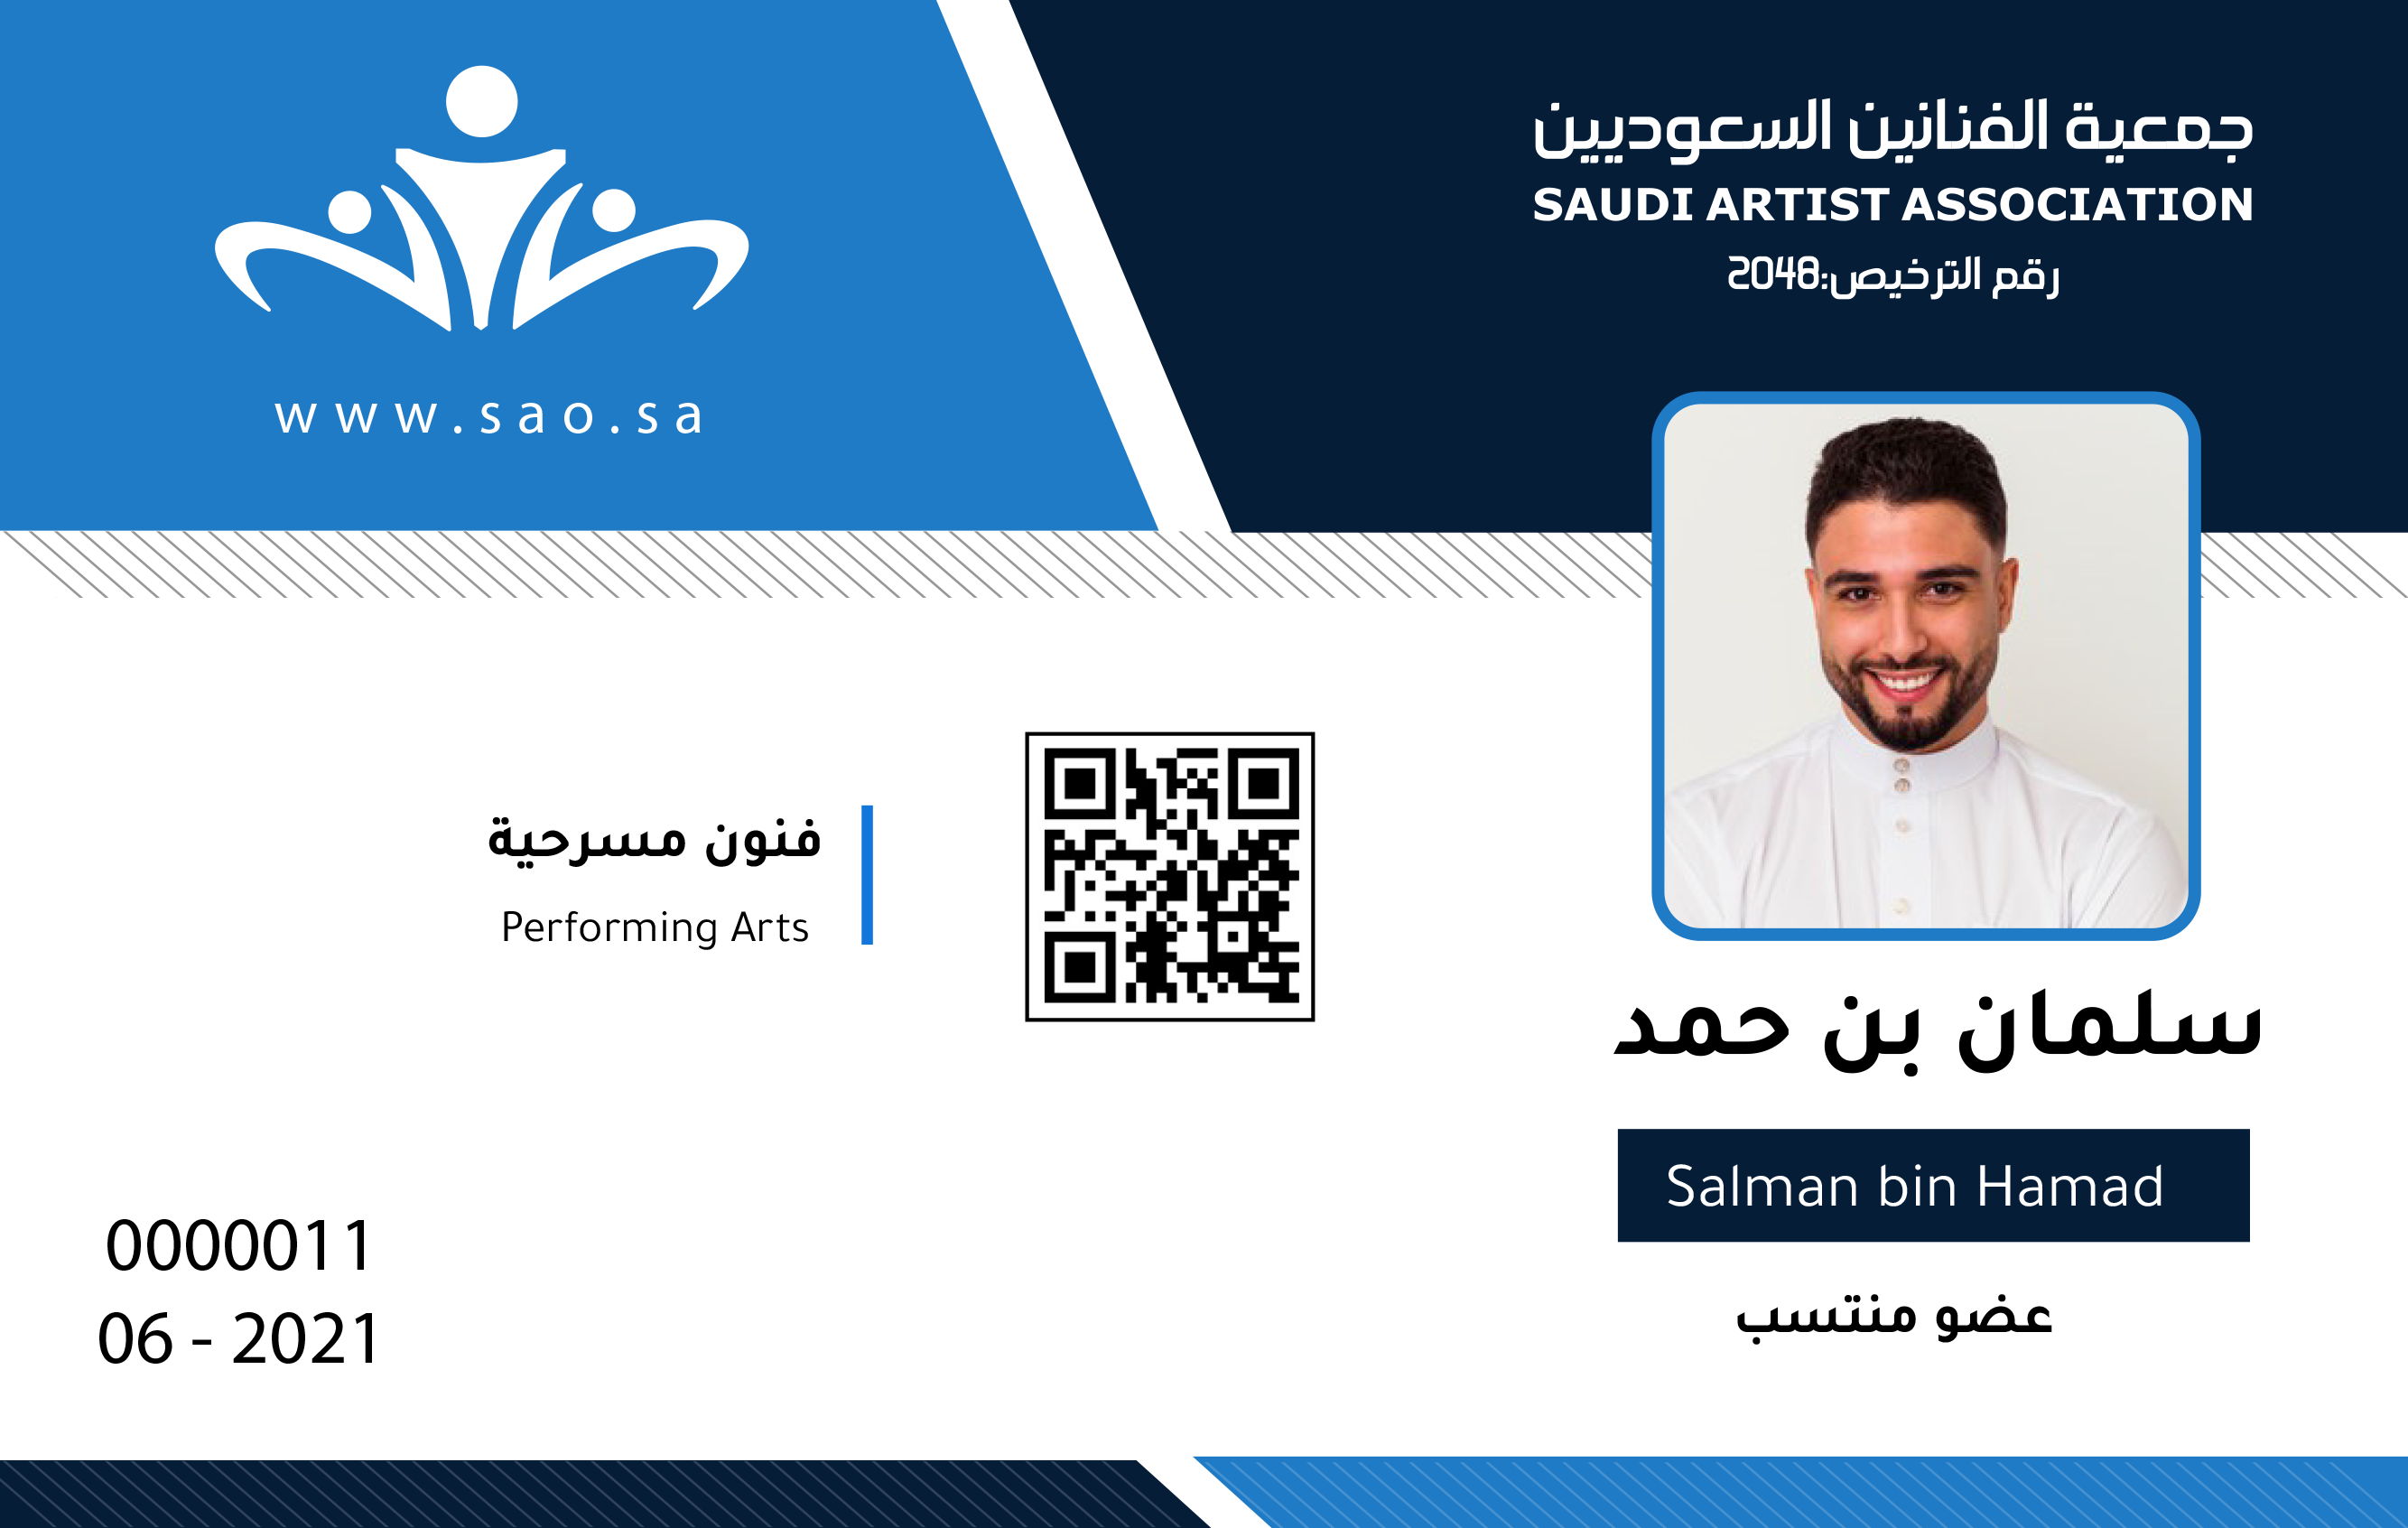 جمعية الفنانين السعوديين
SAUDI ARTIST ASSOCIATION
رقم الترخيص:2048
www.sao.sa
فنون مسرحية
Performing Arts
سلمان بن حمد
Salman bin Hamad
عضو منتسب
0000011
06 - 2021